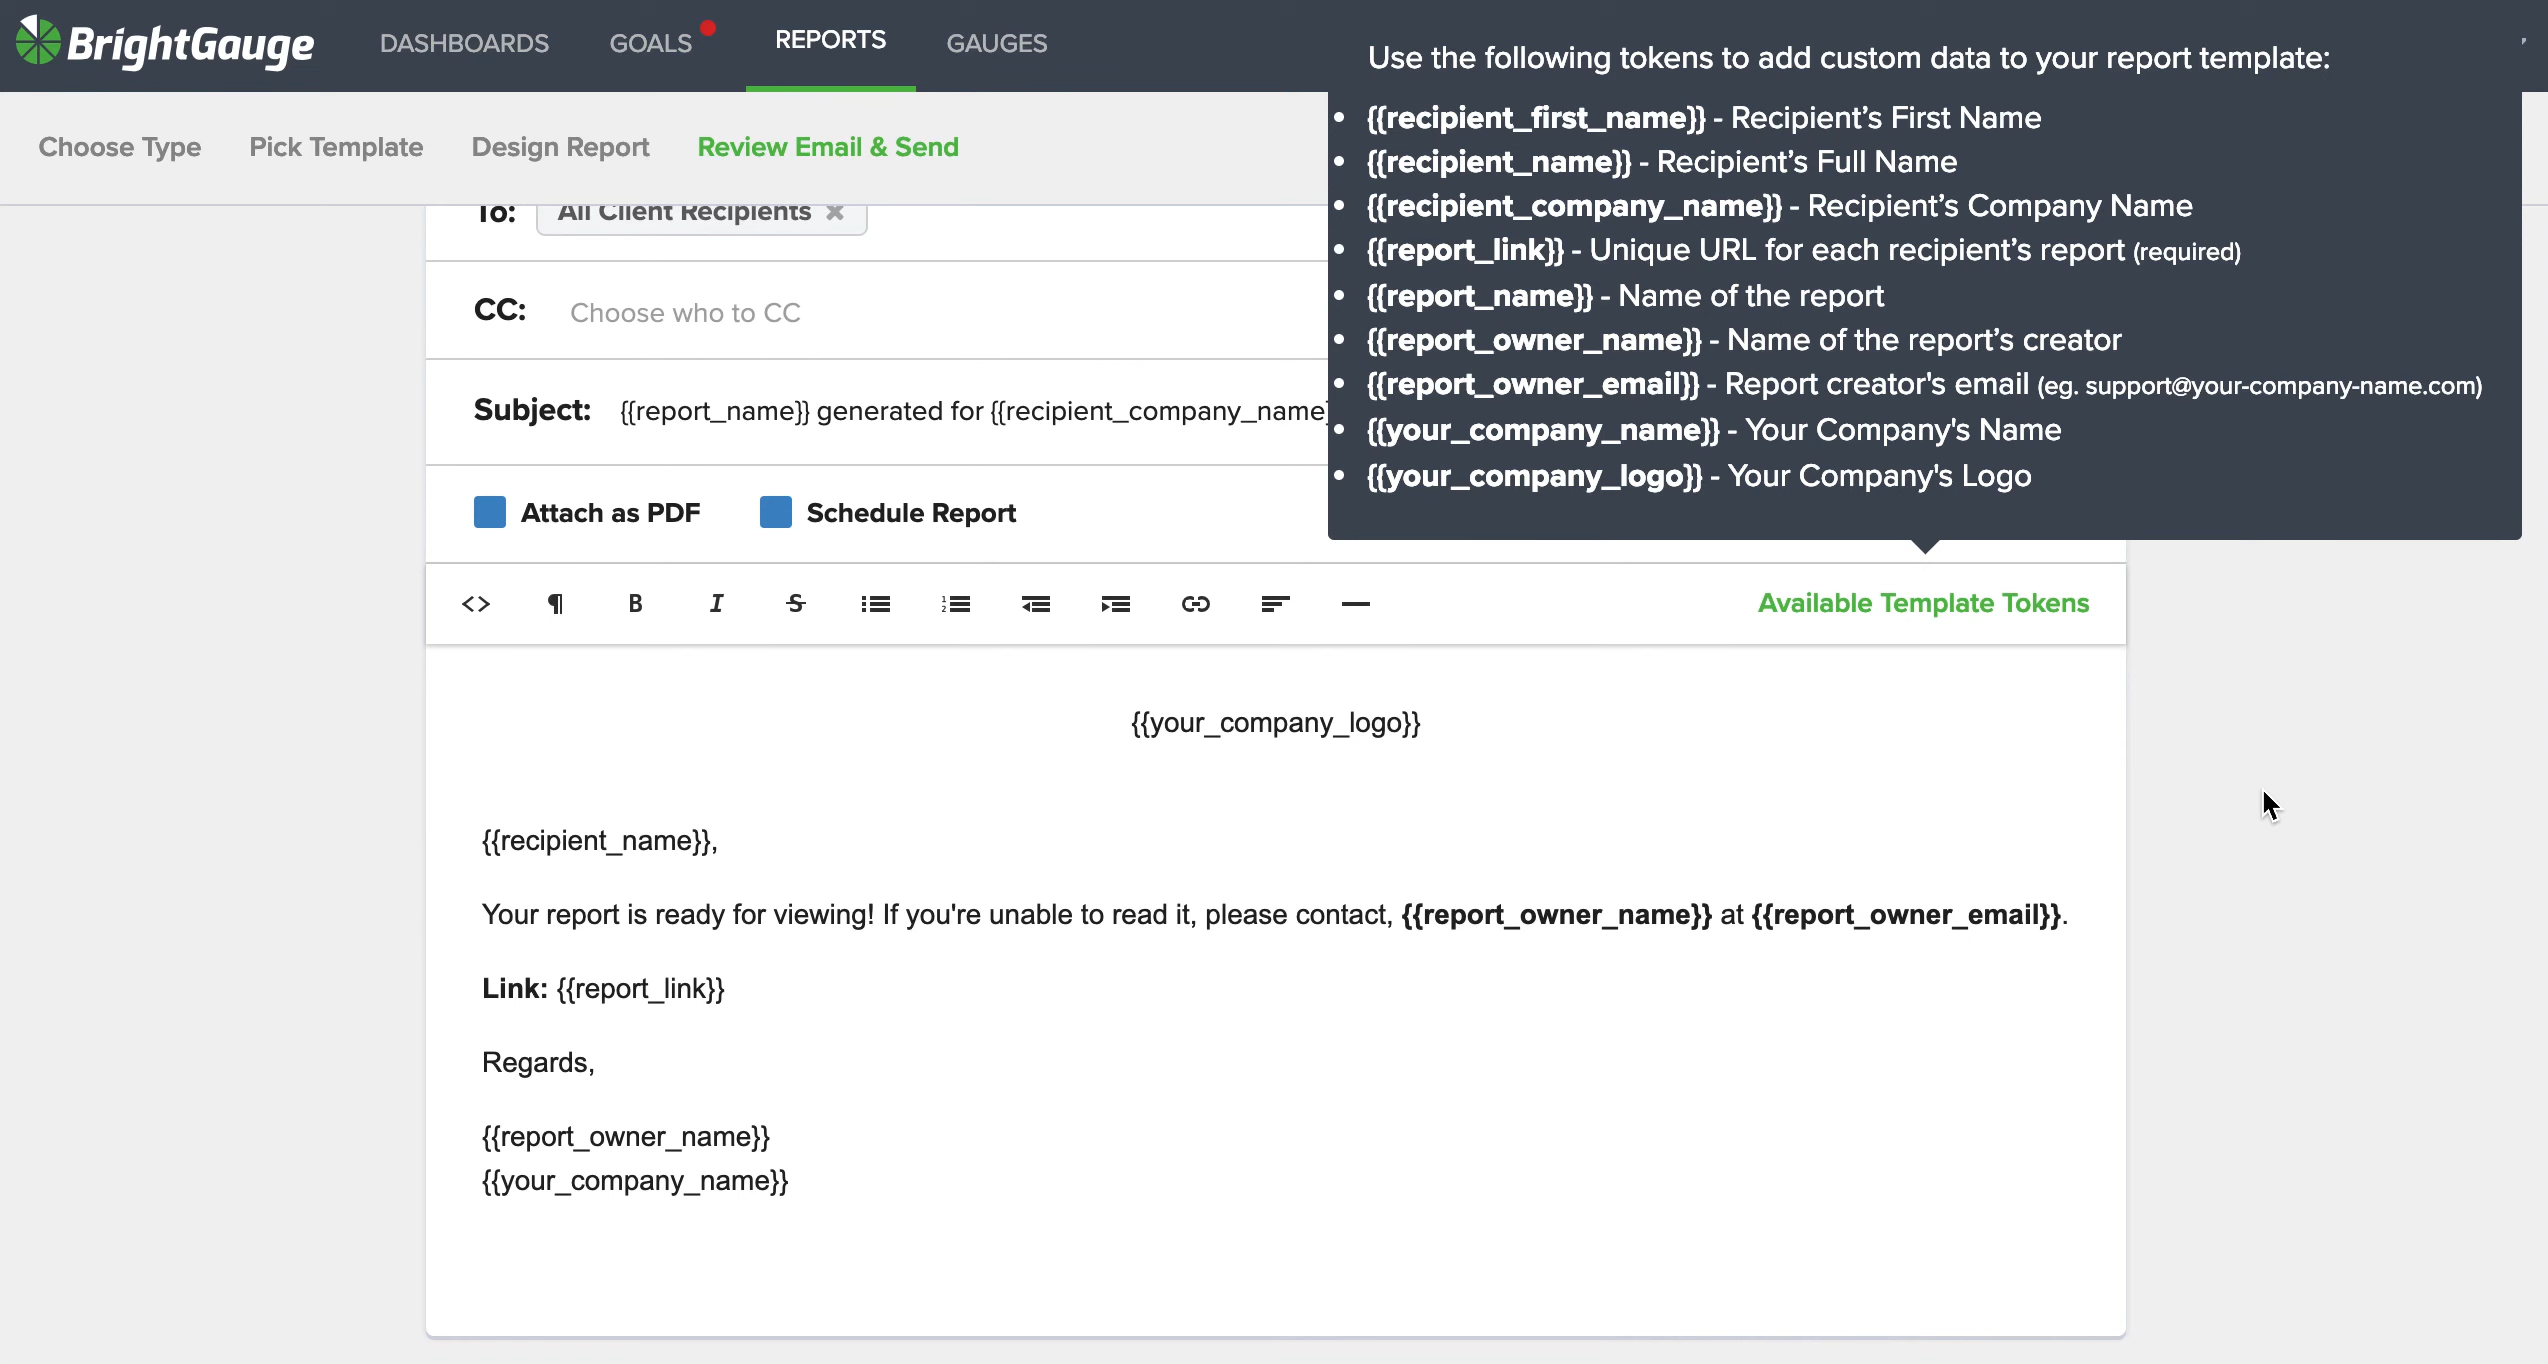 BrightGauge DASHBOARDS GOALS REPORTS GAUGES
Choose Type Pick Template Design Report Review Email & Send
Use the following tokens to add custom data to your report template:
{{recipient_first_name}} - Recipient’s First Name
{{recipient_name}} - Recipient’s Full Name
{{recipient_company_name}} - Recipient’s Company Name
{{report_link}} - Unique URL for each recipient’s report (required)
{{report_name}} - Name of the report
{{report_owner_name}} - Name of the report’s creator
{{report_owner_email}} - Report creator's email (eg. support@your-company-name.com)
{{your_company_name}} - Your Company's Name
{{your_company_logo}} - Your Company's Logo
To: All Client Recipients
CC: Choose who to CC
Subject: {{report_name}} generated for {{recipient_company_name}
Attach as PDF Schedule Report
Available Template Tokens
{{your_company_logo}}
{{recipient_name}},
Your report is ready for viewing! If you're unable to read it, please contact, {{report_owner_name}} at {{report_owner_email}}.
Link: {{report_link}}
Regards,
{{report_owner_name}}
{{your_company_name}}